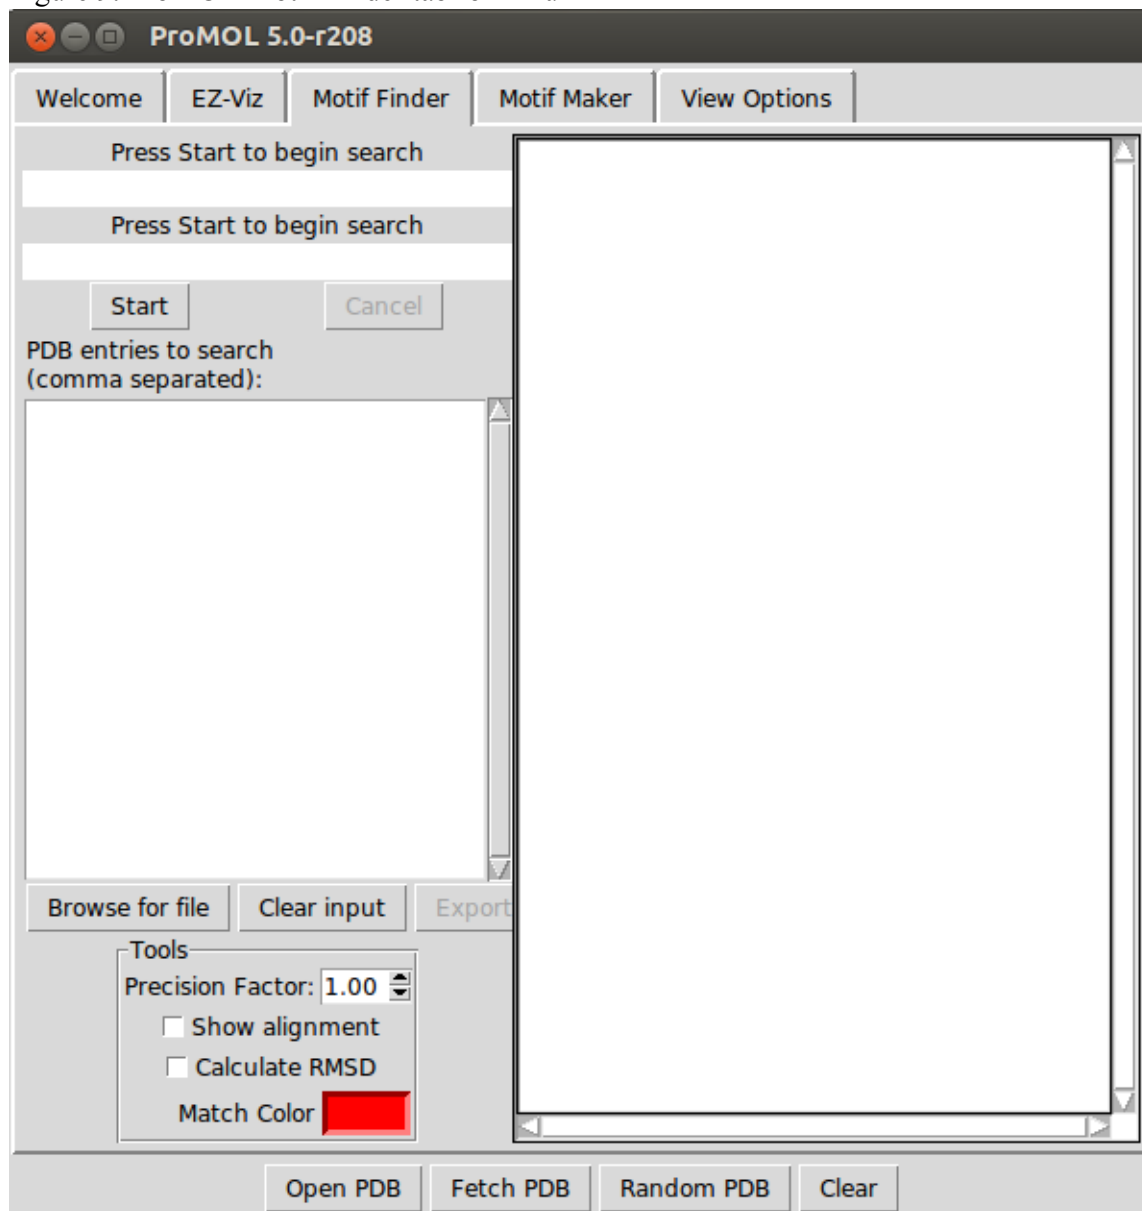 ProMOL 5.0-r208
Welcome EZ-Viz Motif Finder Motif Maker View Options
Press Start to begin search
Press Start to begin search
Start Cancel
PDB entries to search
(comma separated):
Browse for file Clear input Export
Tools
Precision Factor: 1.00
Show alignment
Calculate RMSD
Match Color
Open PDB Fetch PDB Random PDB Clear